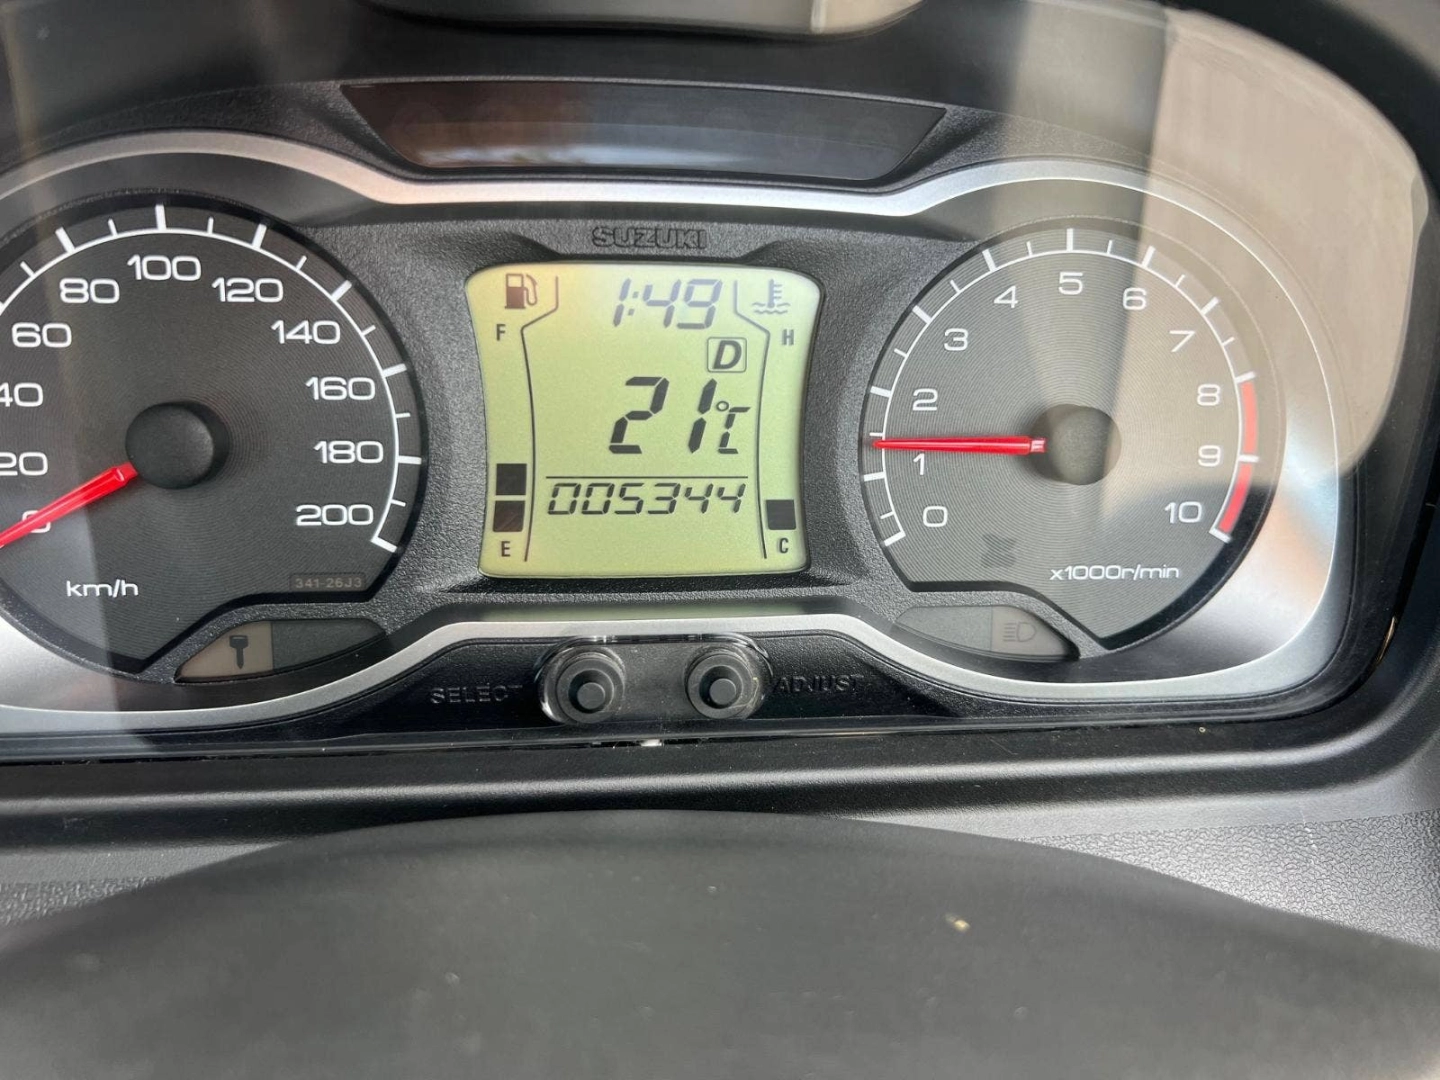 SUZUKI
0 20 40 60 80 100 120 140 160 180 200
km/h
341-26J3
1:49
F H
D
21℃
005344
E C
0 1 2 3 4 5 6 7 8 9 10
x1000r/min
SELECT ADJUST